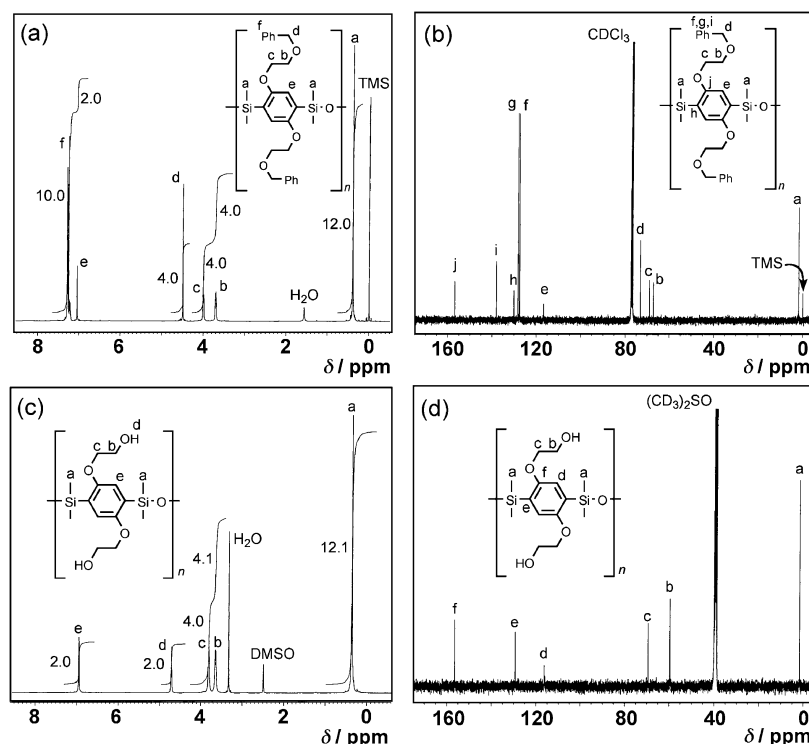 (a)
f
d
Ph
O
c b
O
a
e
a
Si
Si
O
O
O
Ph
n
a
TMS
2.0
f
10.0
e
d
4.0
4.0
4.0
c
b
H2O
12.0
8 6 4 2 0
δ / ppm
(b)
CDCl3
f,g,i
d
Ph
O
c b
O
a
j
e
a
Si
h
Si
O
O
O
Ph
n
g f
j
i
h
e
d
c
b
a
TMS
160 120 80 40 0
δ / ppm
(c)
d
c b OH
O
a
e
a
Si
Si
O
O
HO
n
a
4.1
H2O
12.1
e
2.0
d
2.0
4.0
c
b
DMSO
8 6 4 2 0
δ / ppm
(d)
(CD3)2SO
c b OH
O
a
f
d
a
Si
e
Si
O
O
HO
n
a
f
e
d
c
b
160 120 80 40 0
δ / ppm